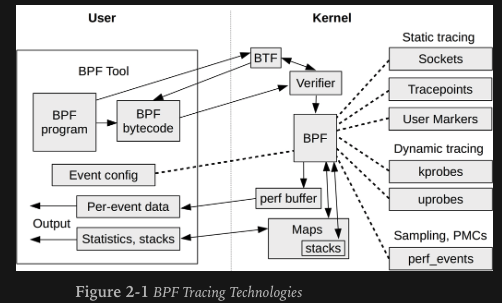 User
Kernel
BPF Tool
BPF
program
BPF
bytecode
Event config
Per-event data
Output
Statistics, stacks
BTF
Verifier
BPF
perf buffer
Maps
stacks
Static tracing
Sockets
Tracepoints
User Markers
Dynamic tracing
kprobes
uprobes
Sampling, PMCs
perf_events
Figure 2-1 BPF Tracing Technologies